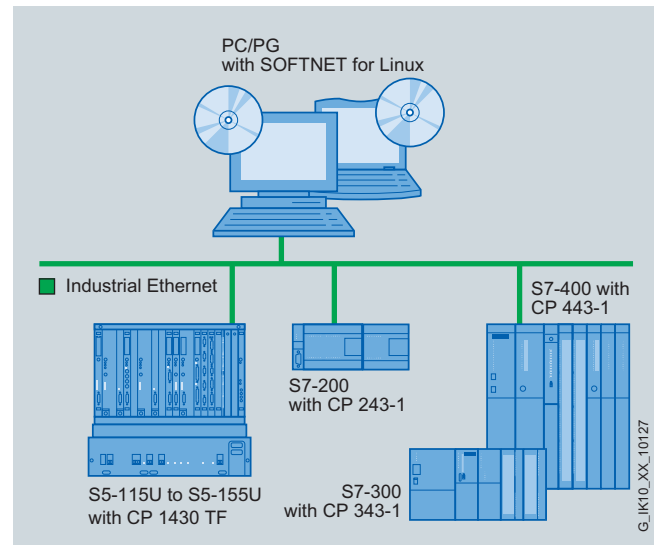 PC/PG
with SOFTNET for Linux
Industrial Ethernet
S7-400 with
CP 443-1
S7-200
with CP 243-1
S5-115U to S5-155U
with CP 1430 TF
S7-300
with CP 343-1
G_IK10_XX_10127